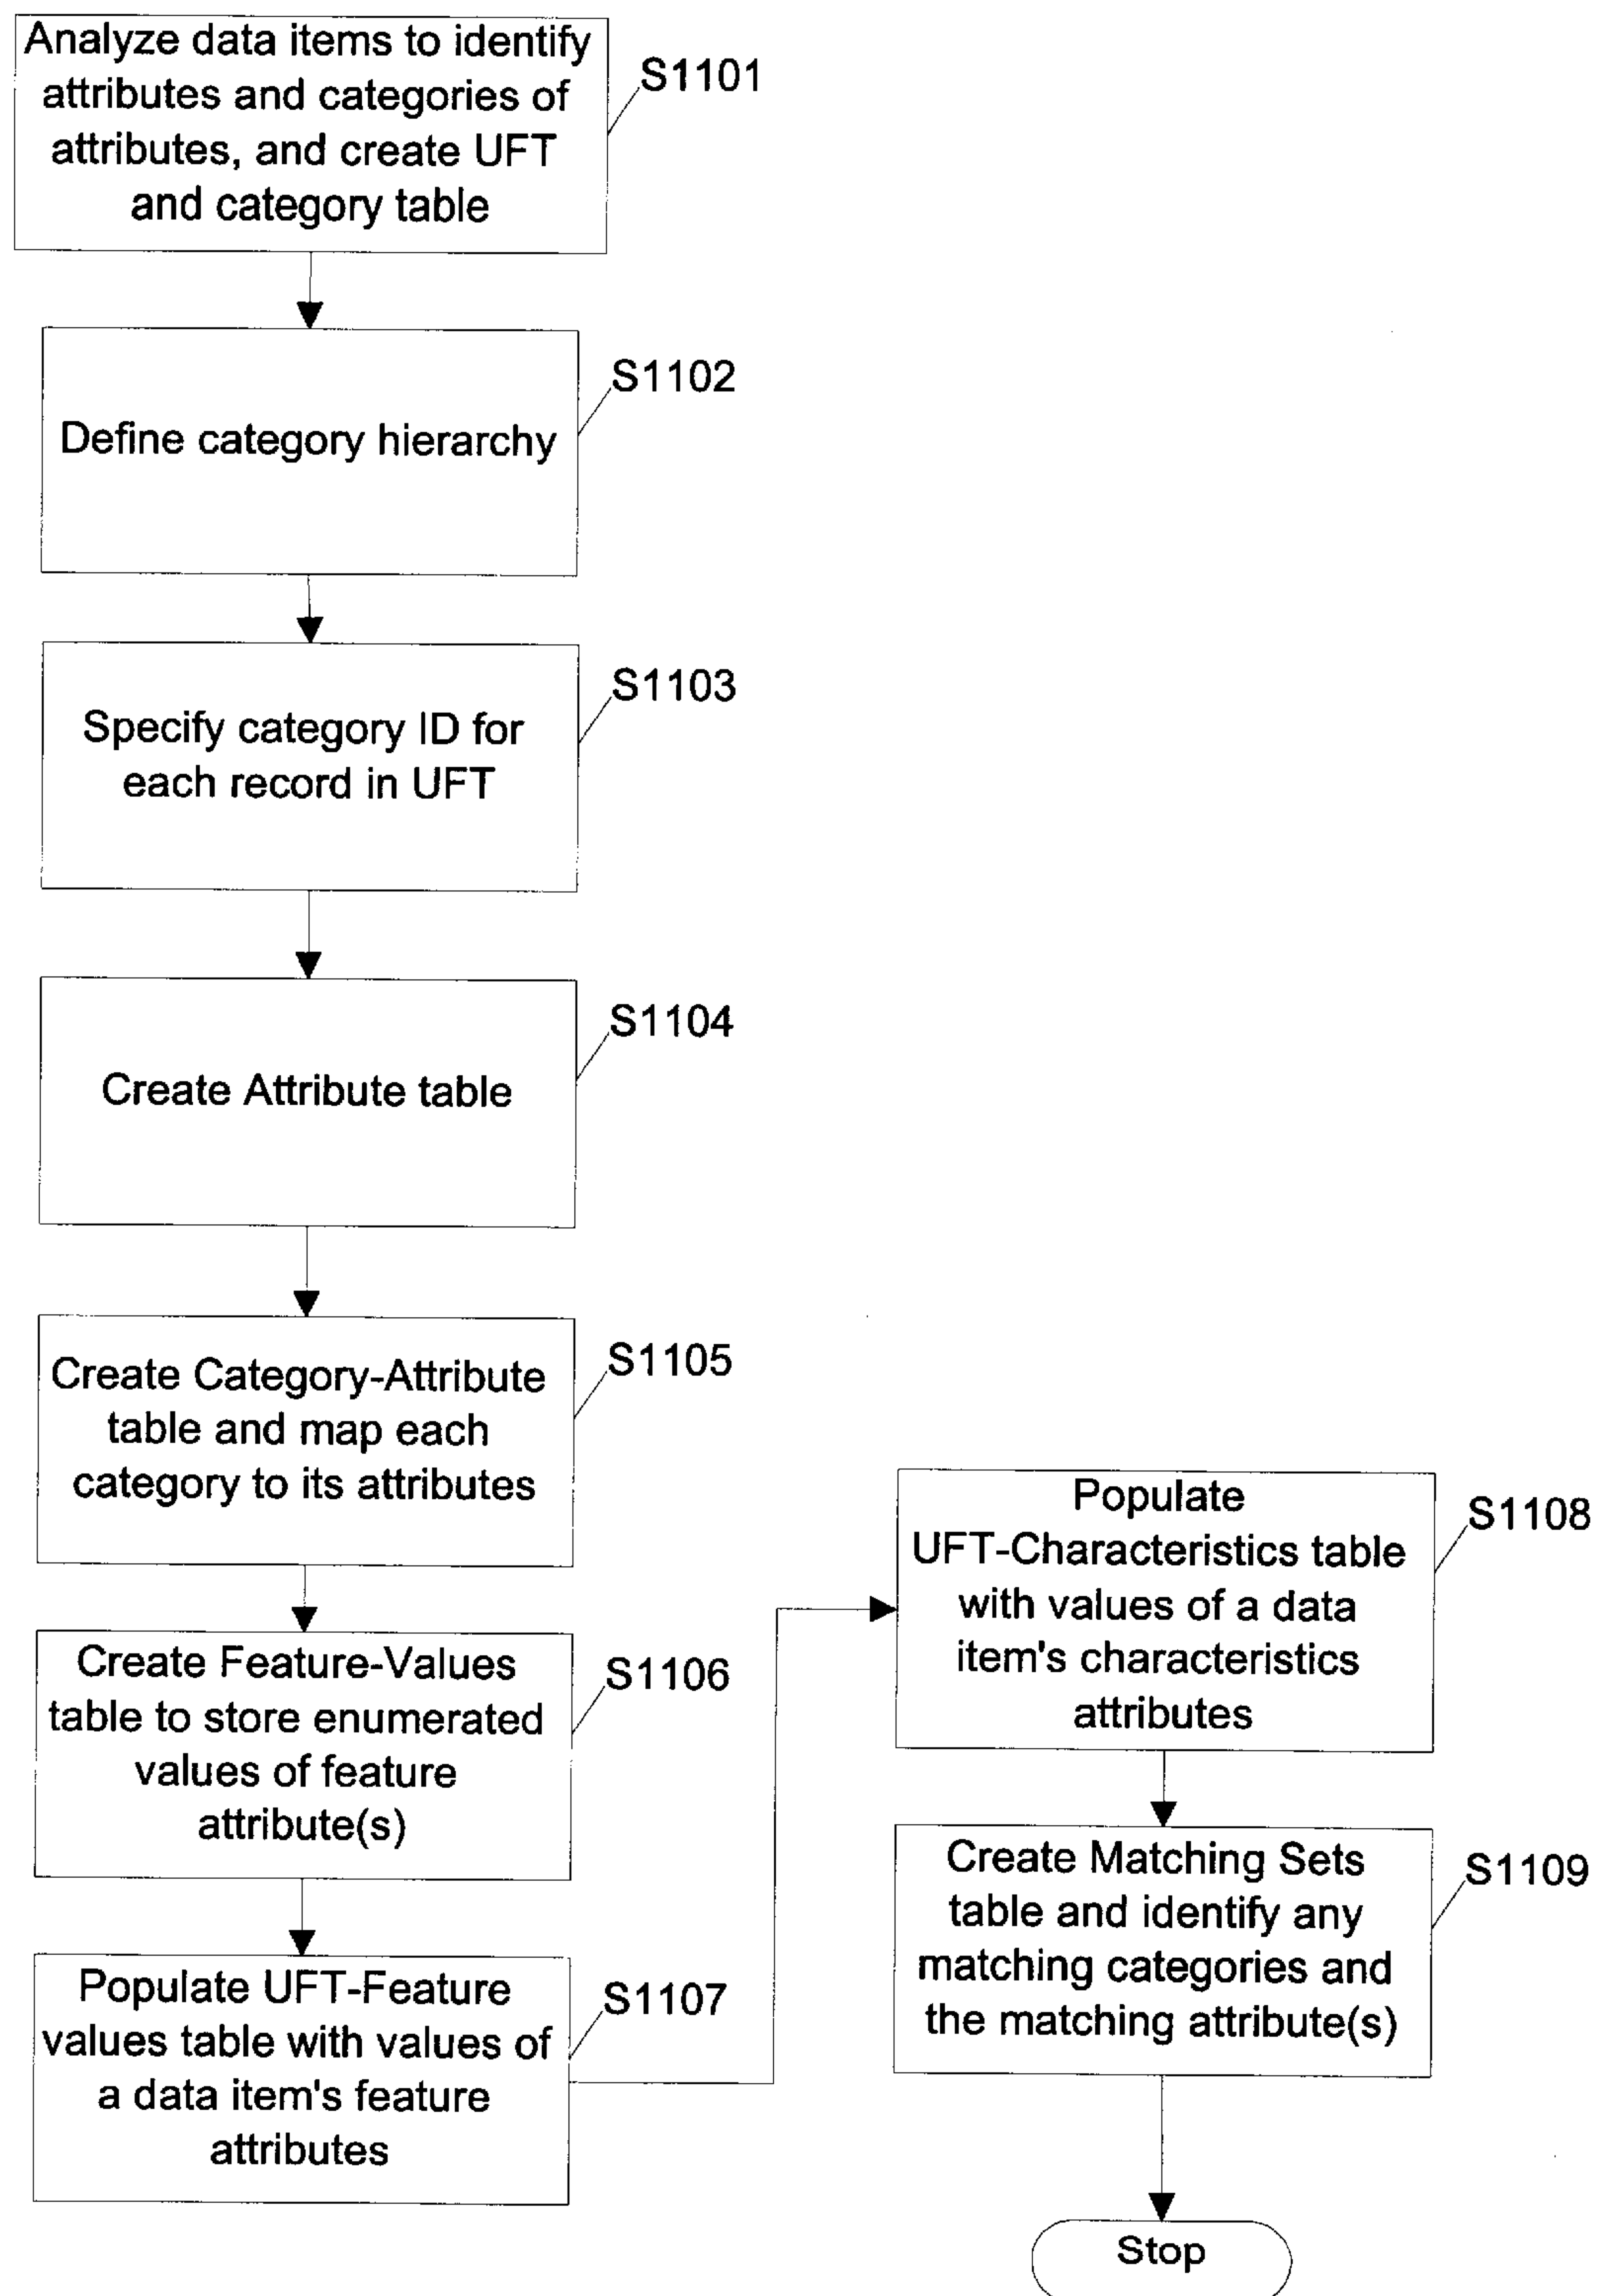 Analyze data items to identify
attributes and categories of
attributes, and create UFT
and category table
S1101
Define category hierarchy
S1102
Specify category ID for
each record in UFT
S1103
Create Attribute table
S1104
Create Category-Attribute
table and map each
category to its attributes
S1105
Create Feature-Values
table to store enumerated
values of feature
attribute(s)
S1106
Populate UFT-Feature
values table with values of
a data item's feature
attributes
S1107
Populate
UFT-Characteristics table
with values of a data
item's characteristics
attributes
S1108
Create Matching Sets
table and identify any
matching categories and
the matching attribute(s)
S1109
Stop